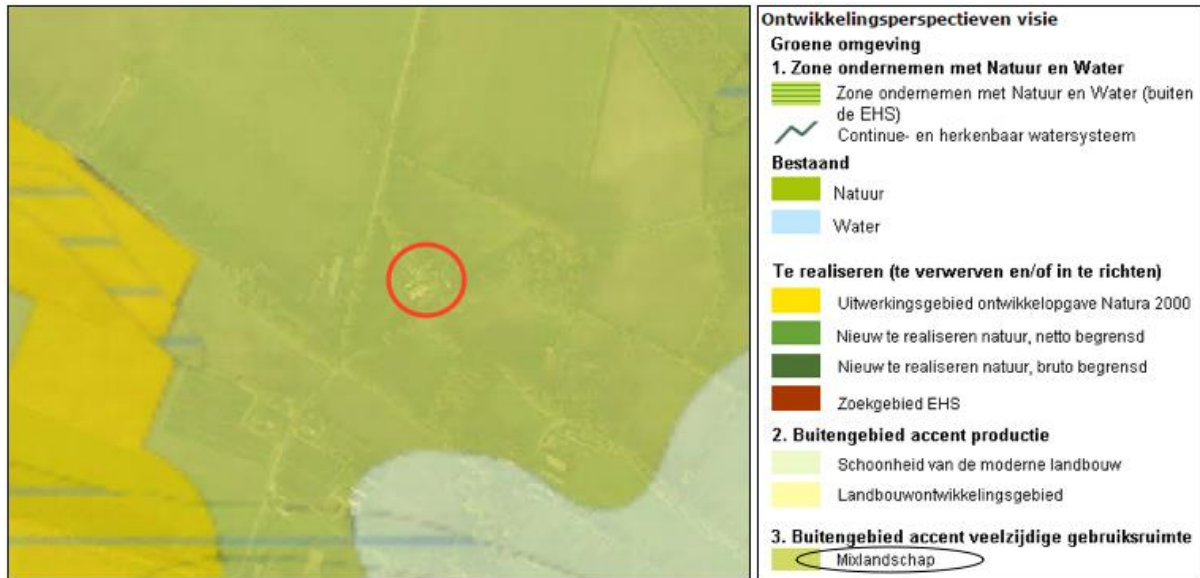 Ontwikkelingsperspectieven visie
Groene omgeving
1. Zone ondernemen met Natuur en Water
Zone ondernemen met Natuur en Water (buiten
de EHS)
Continue- en herkenbaar watersysteem
Bestaand
Natuur
Water
Te realiseren (te verwerven en/of in te richten)
Uitwerkingsgebied ontwikkelopgave Natura 2000
Nieuw te realiseren natuur, netto begrensd
Nieuw te realiseren natuur, bruto begrensd
Zoekgebied EHS
2. Buitengebied accent productie
Schoonheid van de moderne landbouw
Landbouwontwikkelingsgebied
3. Buitengebied accent veelzijdige gebruiksruimte
Mixlandschap